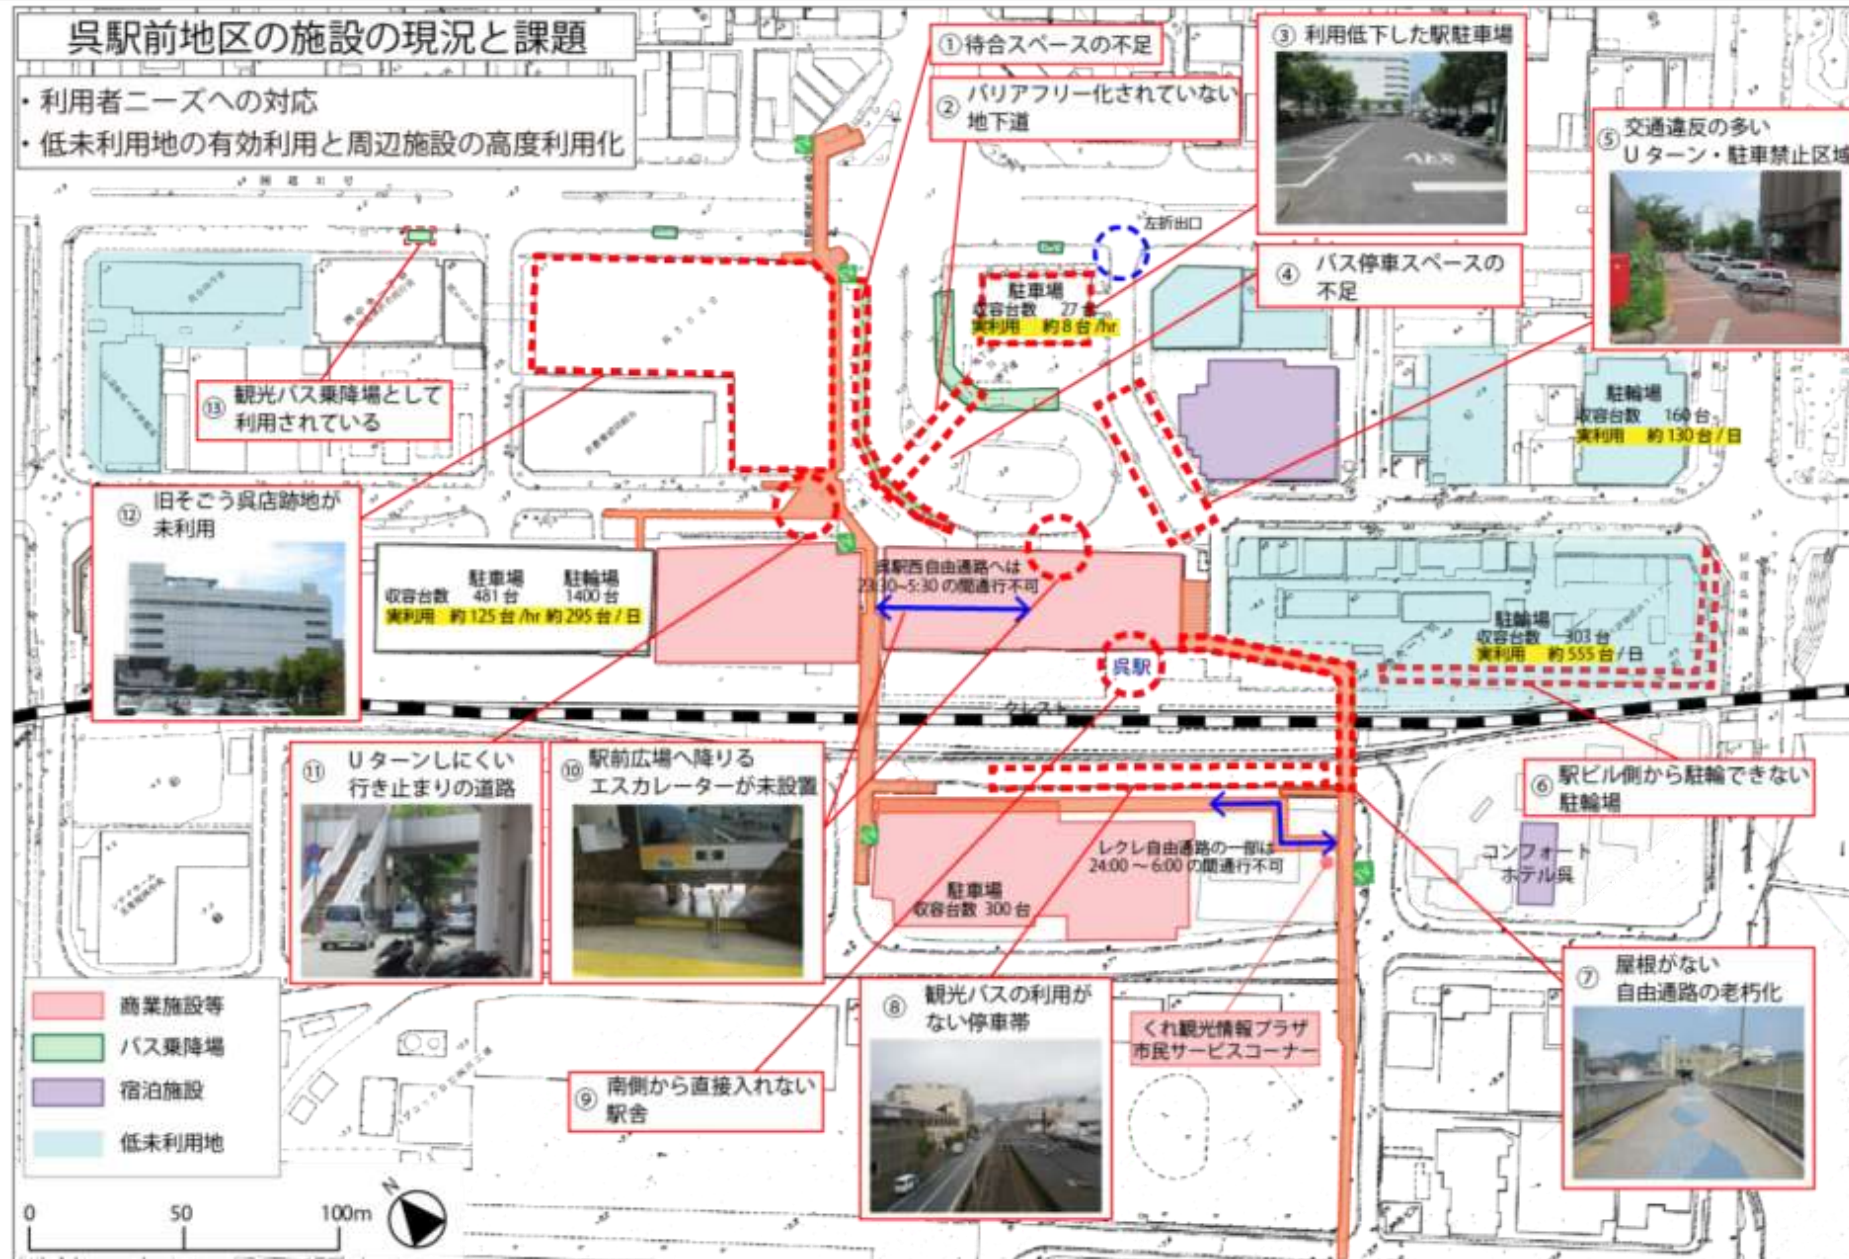 呉駅前地区の施設の現況と課題
・利用者ニーズへの対応
・低未利用地の有効利用と周辺施設の高度利用化
①待合スペースの不足
② バリアフリー化されていない
地下道
③ 利用低下した駅駐車場
⑤ 交通違反の多い
Uターン・駐車禁止区域
左折出口
④ バス停車スペースの
不足
駐車場
収容台数 27台
実利用 約8台/hr
⑬ 観光バス乗降場として
利用されている
駐輪場
収容台数 160台
実利用 約130台/日
⑫ 旧そごう呉店跡地が
未利用
駐車場 駐輪場
収容台数 481台 1400台
実利用 約125台/hr 約295台/日
呉駅西自由通路へは
23:30~5:30の間通行不可
駐輪場
収容台数 303台
実利用 約555台/日
呉駅
クレスト
⑪ Uターンしにくい
行き止まりの道路
⑩ 駅前広場へ降りる
エスカレーターが未設置
⑥ 駅ビル側から駐輪できない
駐輪場
レクレ自由通路の一部は
24:00～6:00の間通行不可
コンフォート
ホテル呉
駐車場
収容台数 300台
⑦ 屋根がない
自由通路の老朽化
⑧ 観光バスの利用が
ない停車帯
くれ観光情報プラザ
市民サービスコーナー
⑨ 南側から直接入れない
駅舎
商業施設等
バス乗降場
宿泊施設
低未利用地
N
0 50 100m